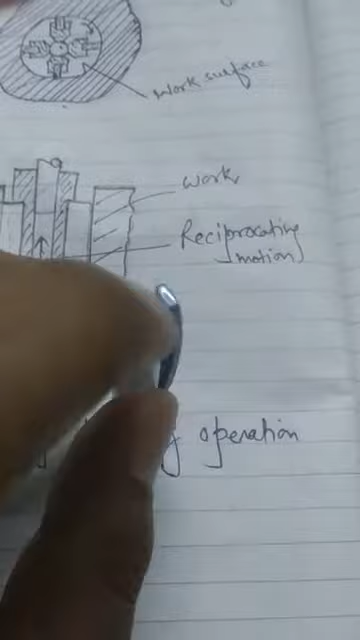 work surface
work
Reciprocating
motion
operation